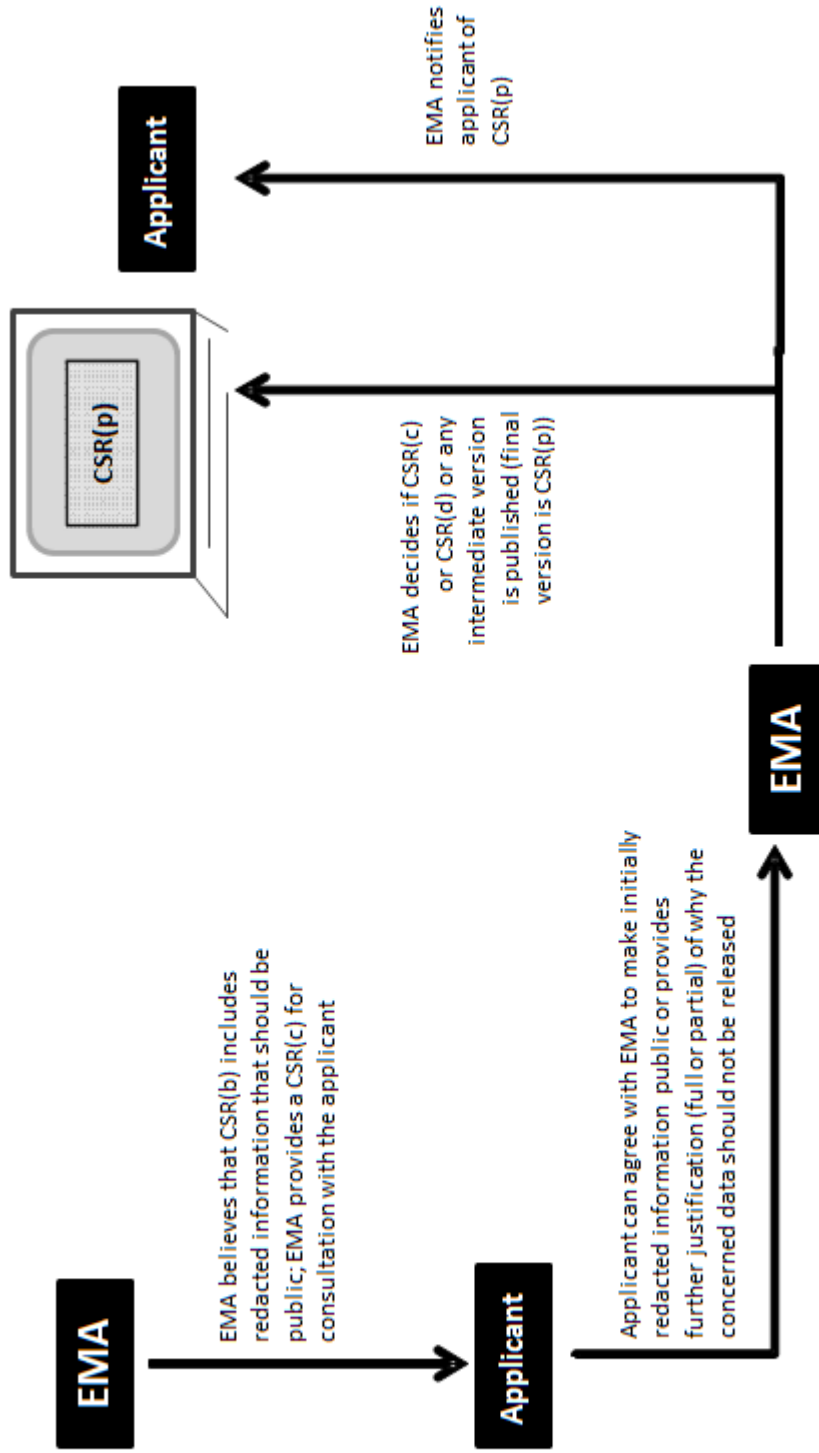 EMA
EMA believes that CSR(b) includes
redacted information that should be
public; EMA provides a CSR(c) for
consultation with the applicant
Applicant
Applicant can agree with EMA to make initially
redacted information public or provides
further justification (full or partial) of why the
concerned data should not be released
EMA
EMA decides if CSR(c)
or CSR(d) or any
intermediate version
is published (final
version is CSR(p))
CSR(p)
Applicant
EMA notifies
applicant of
CSR(p)